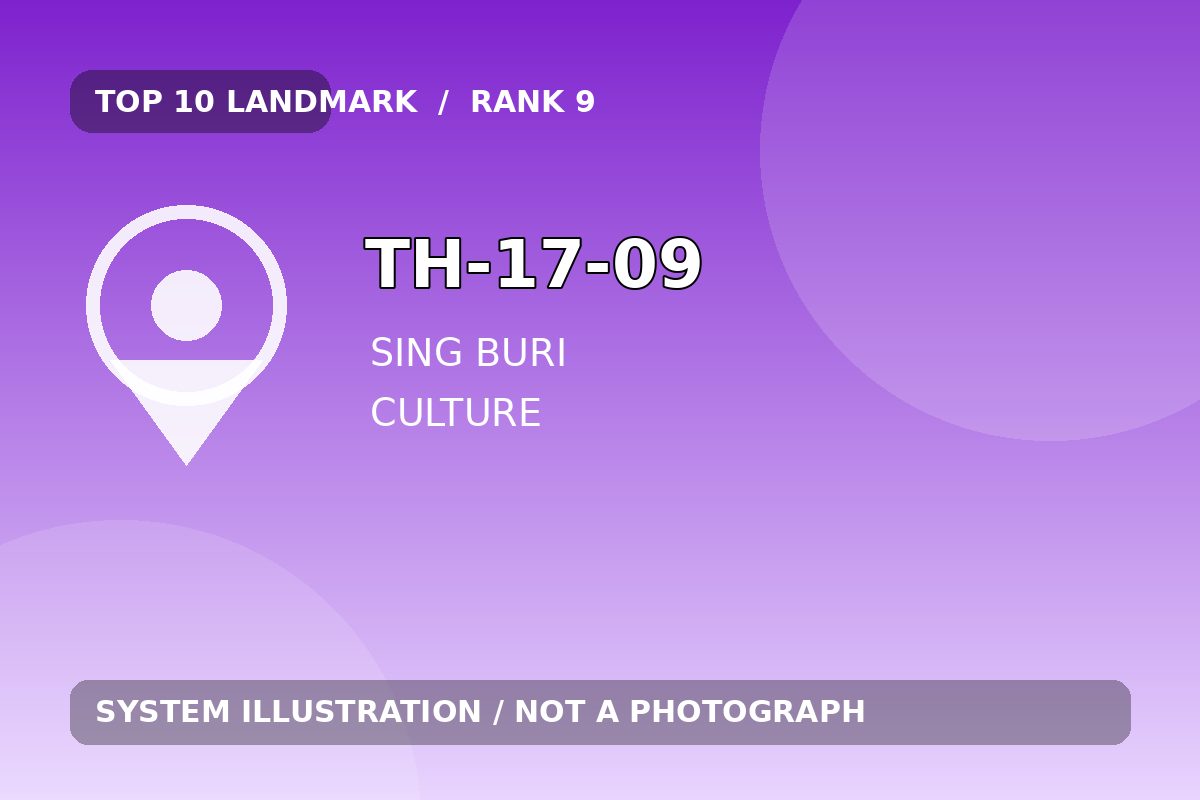 TOP 10 LANDMARK / RANK 9
TH-17-09
SING BURI
CULTURE
SYSTEM ILLUSTRATION / NOT A PHOTOGRAPH